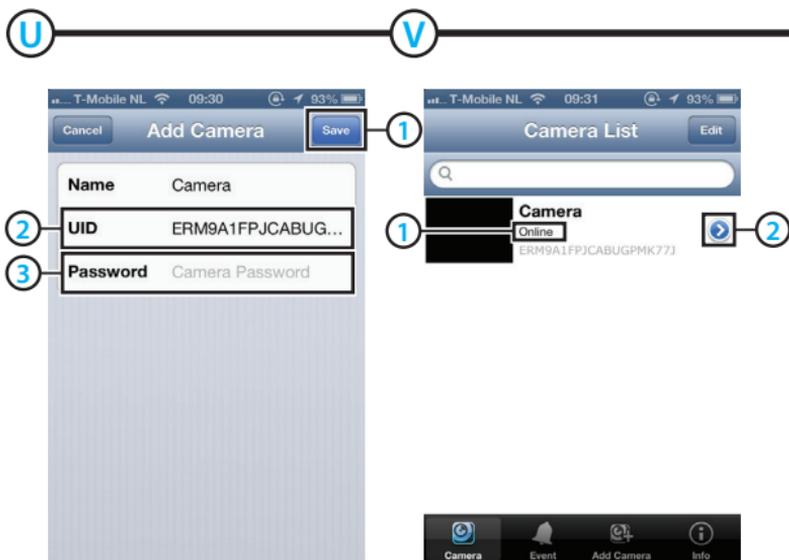 U
V
T-Mobile NL 09:30 93%
Cancel Add Camera Save
1
Name Camera
2 UID ERM9A1FPJCABUG...
3 Password Camera Password
T-Mobile NL 09:31 93%
Camera List Edit
Camera
1 Online 2
ERM9A1FPJCABUGPMK77J
Camera Event Add Camera Info